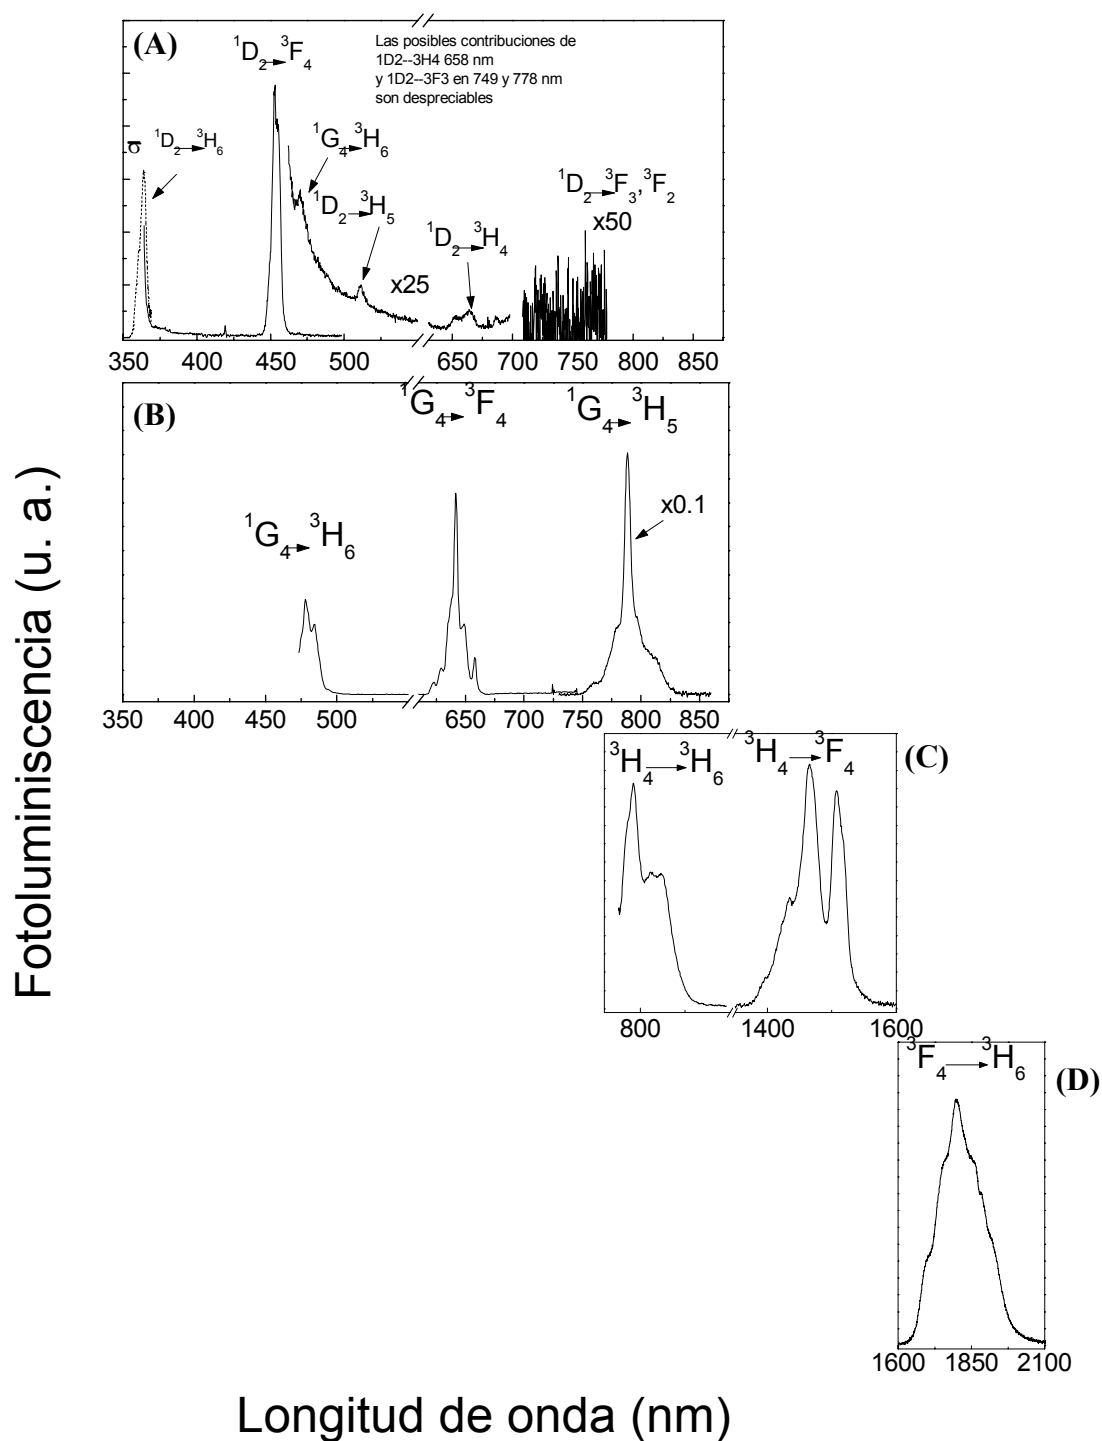 Fotoluminiscencia (u. a.)
(A)
¹D₂→³F₄
Las posibles contribuciones de
1D2--3H4 658 nm
y 1D2--3F3 en 749 y 778 nm
son despreciables
σ
¹D₂→³H₆
¹G₄→³H₆
¹D₂→³H₅
¹D₂→³H₄
¹D₂→³F₃,³F₂
x50
x25
350 400 450 500 650 700 750 800 850
(B)
¹G₄→³F₄
¹G₄→³H₅
x0.1
¹G₄→³H₆
350 400 450 500 650 700 750 800 850
³H₄→³H₆
³H₄→³F₄
(C)
800 1400 1600
³F₄→³H₆
(D)
1600 1850 2100
Longitud de onda (nm)